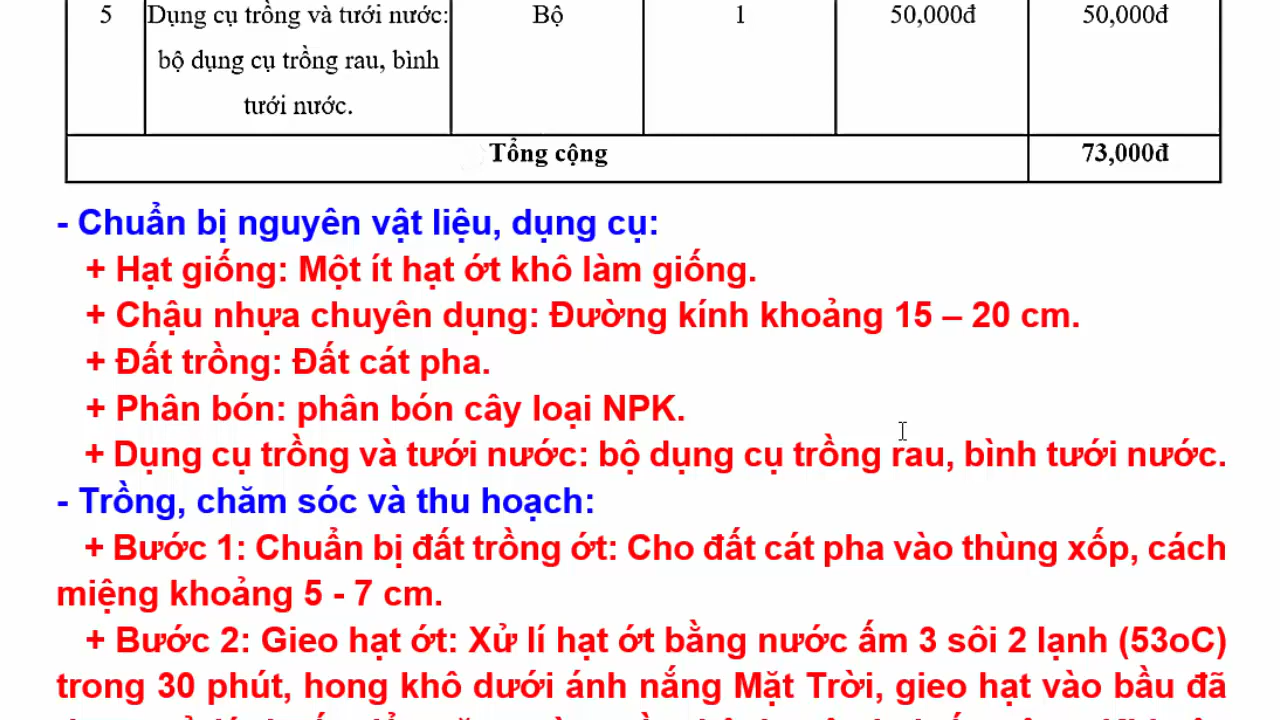 5 Dụng cụ trồng và tưới nước: Bộ 1 50,000đ 50,000đ
bộ dụng cụ trồng rau, bình
tưới nước.
Tổng cộng 73,000đ
- Chuẩn bị nguyên vật liệu, dụng cụ:
+ Hạt giống: Một ít hạt ớt khô làm giống.
+ Chậu nhựa chuyên dụng: Đường kính khoảng 15 – 20 cm.
+ Đất trồng: Đất cát pha.
+ Phân bón: phân bón cây loại NPK.
+ Dụng cụ trồng và tưới nước: bộ dụng cụ trồng rau, bình tưới nước.
- Trồng, chăm sóc và thu hoạch:
+ Bước 1: Chuẩn bị đất trồng ớt: Cho đất cát pha vào thùng xốp, cách
miệng khoảng 5 - 7 cm.
+ Bước 2: Gieo hạt ớt: Xử lí hạt ớt bằng nước ấm 3 sôi 2 lạnh (53oC)
trong 30 phút, hong khô dưới ánh nắng Mặt Trời, gieo hạt vào bầu đã